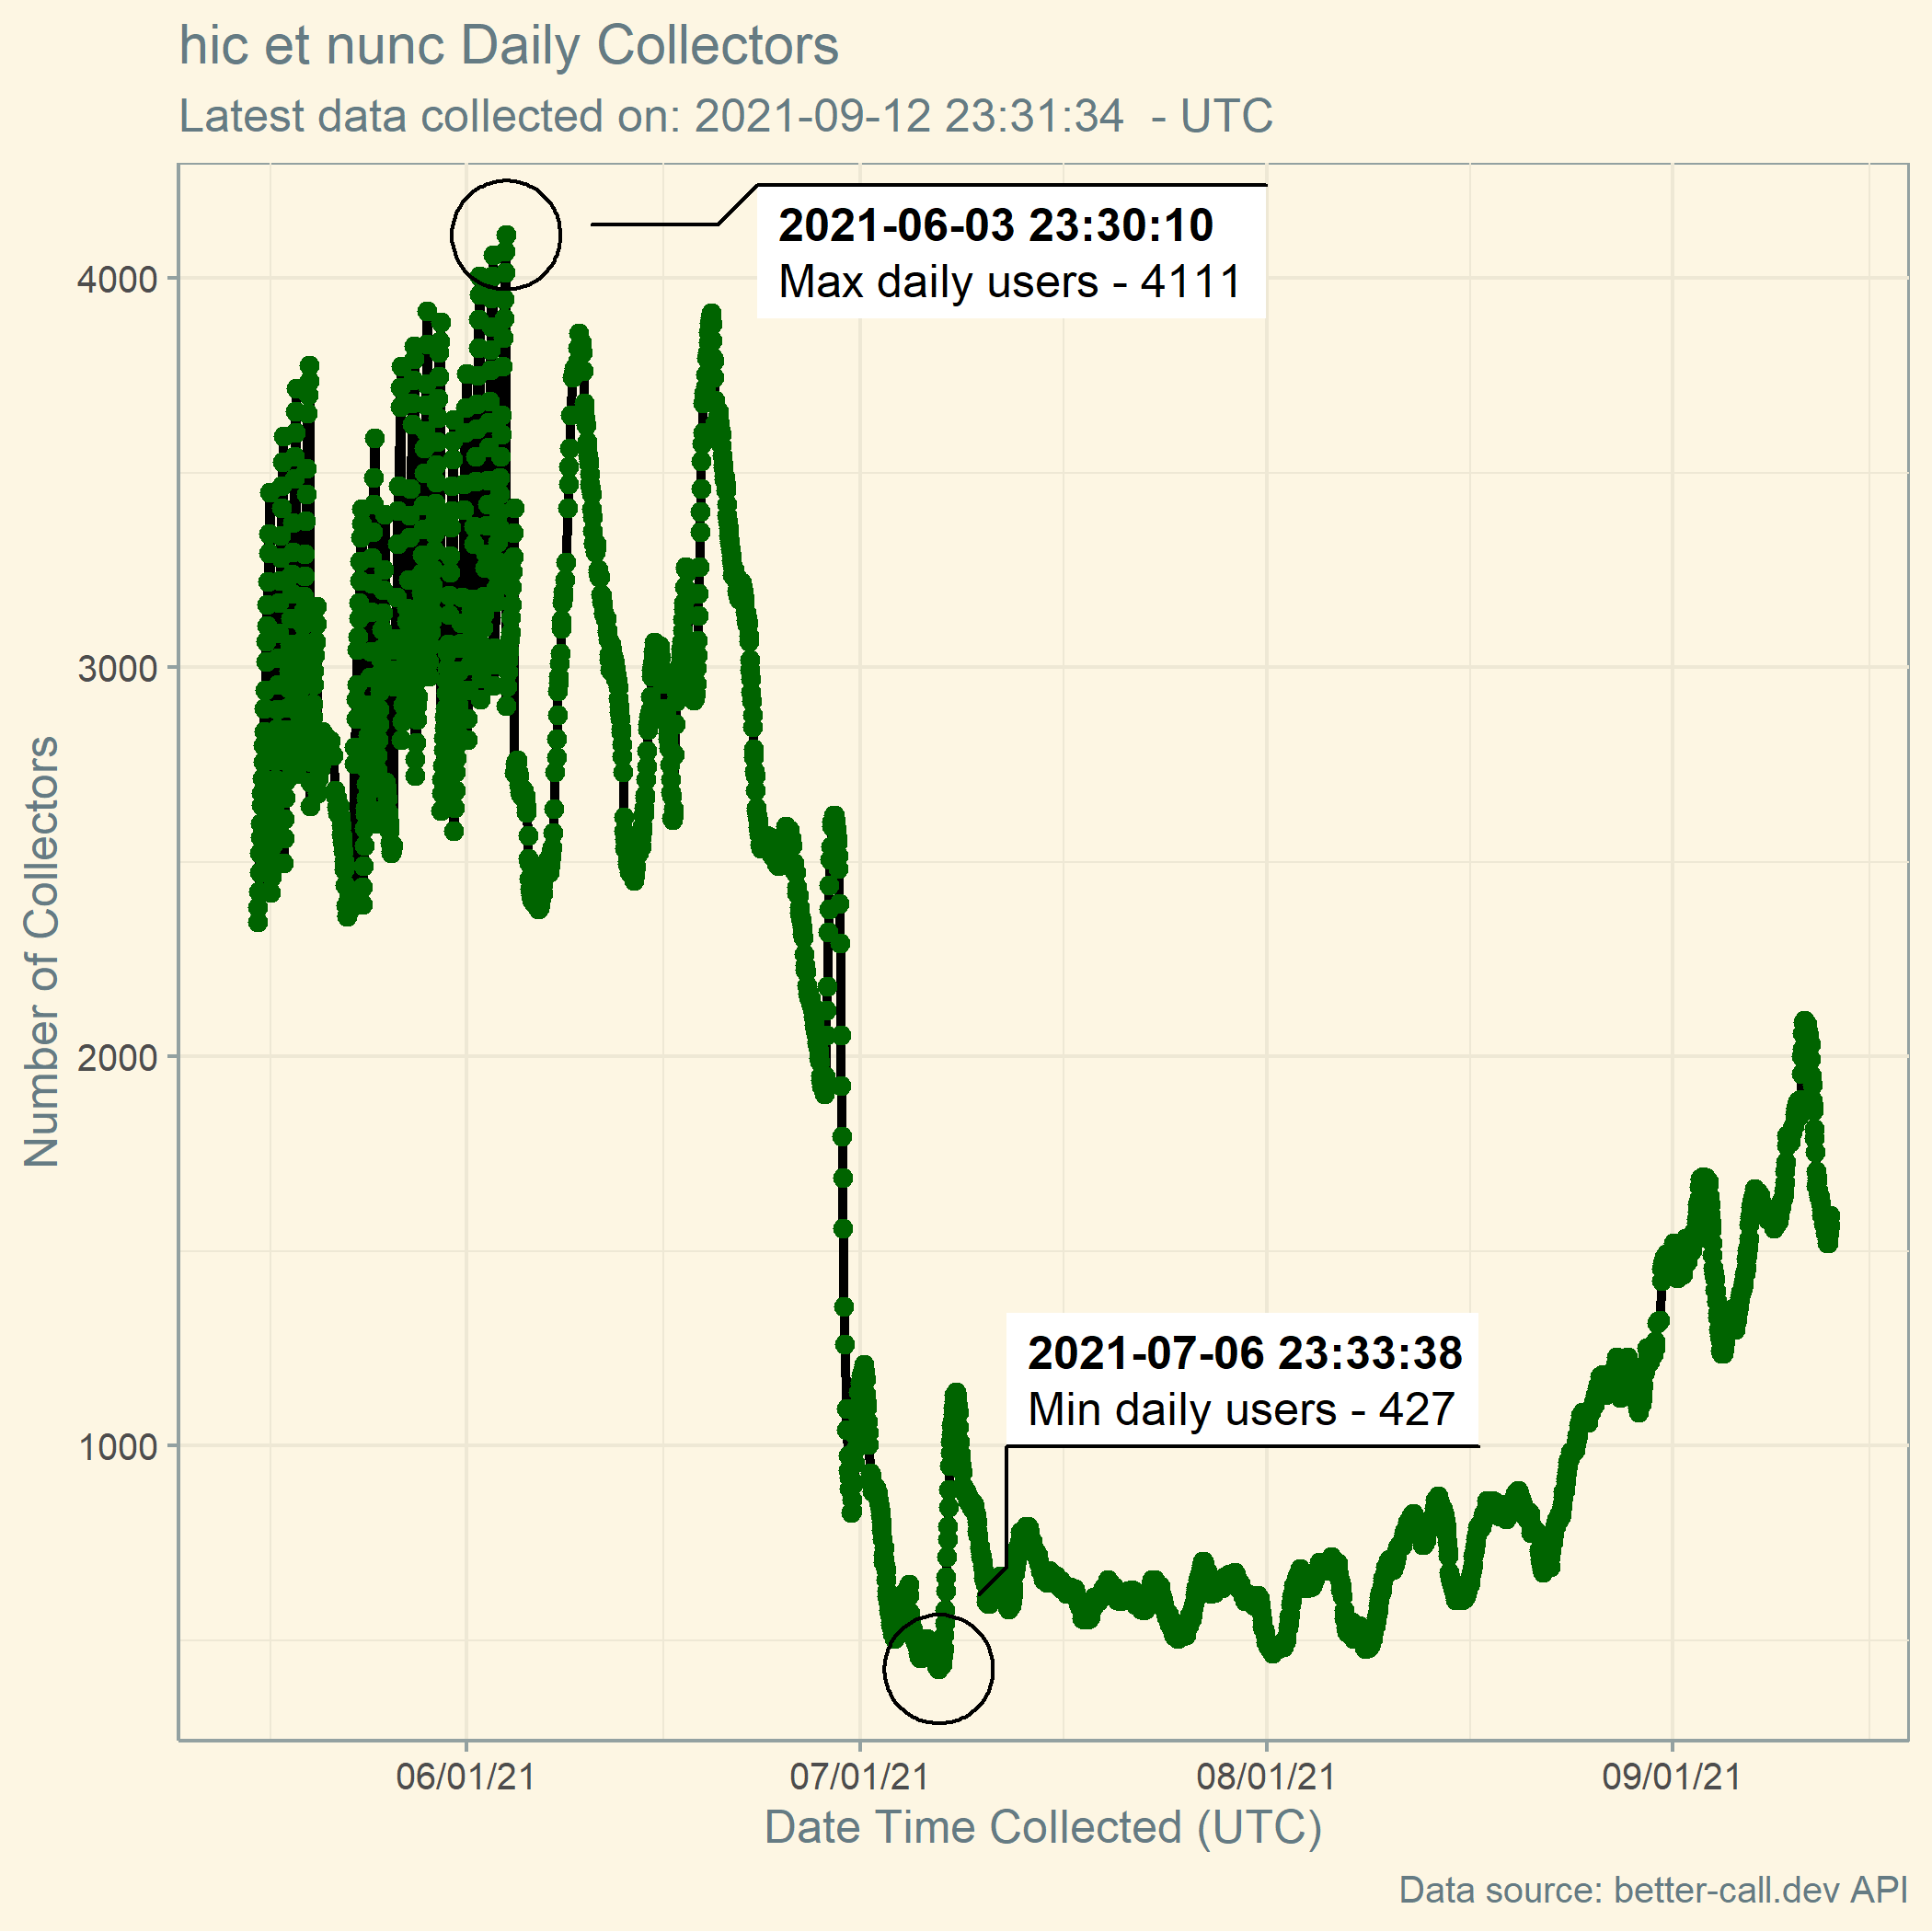 hic et nunc Daily Collectors
Latest data collected on: 2021-09-12 23:31:34  - UTC
2021-06-03 23:30:10
Max daily users - 4111
4000
3000
2000
1000
Number of Collectors
2021-07-06 23:33:38
Min daily users - 427
06/01/21
07/01/21
08/01/21
09/01/21
Date Time Collected (UTC)
Data source: better-call.dev API